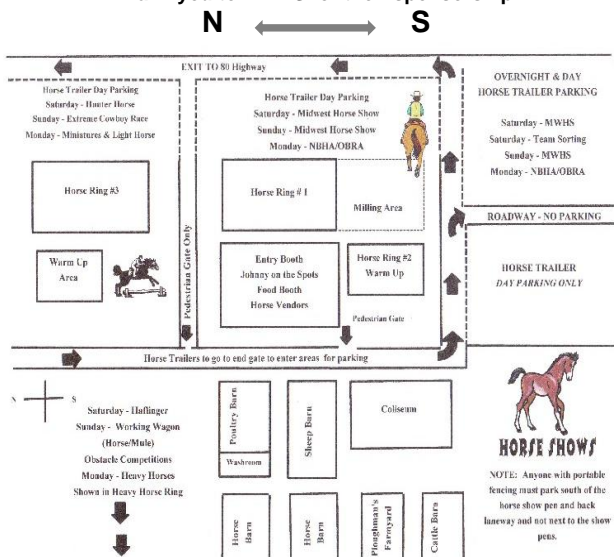 N S
EXIT TO 80 Highway
Horse Trailer Day Parking
Saturday - Hunter Horse
Sunday - Extreme Cowboy Race
Monday - Miniatures & Light Horse
Horse Trailer Day Parking
Saturday - Midwest Horse Show
Sunday - Midwest Horse Show
Monday - NBHA/OBRA
OVERNIGHT & DAY
HORSE TRAILER PARKING
Saturday - MWHS
Saturday - Team Sorting
Sunday - MWHS
Monday - NBHA/OBRA
Horse Ring #3
Horse Ring # 1
Milling Area
ROADWAY - NO PARKING
Warm Up
Area
Pedestrian Gate Only
Entry Booth
Johnny on the Spots
Food Booth
Horse Vendors
Horse Ring #2
Warm Up
Pedestrian Gate
HORSE TRAILER
DAY PARKING ONLY
Horse Trailers to go to end gate to enter areas for parking
N S
Saturday - Haflinger
Sunday - Working Wagon
(Horse/Mule)
Obstacle Competitions
Monday - Heavy Horses
Shown in Heavy Horse Ring
Poultry Barn
Washroom
Sheep Barn
Coliseum
HORSE SHOWS
NOTE: Anyone with portable
fencing must park south of the
horse show pen and back
laneway and not next to the show
pens.
Horse
Barn
Horse
Barn
Ploughman's
Farmyard
Cattle Barn